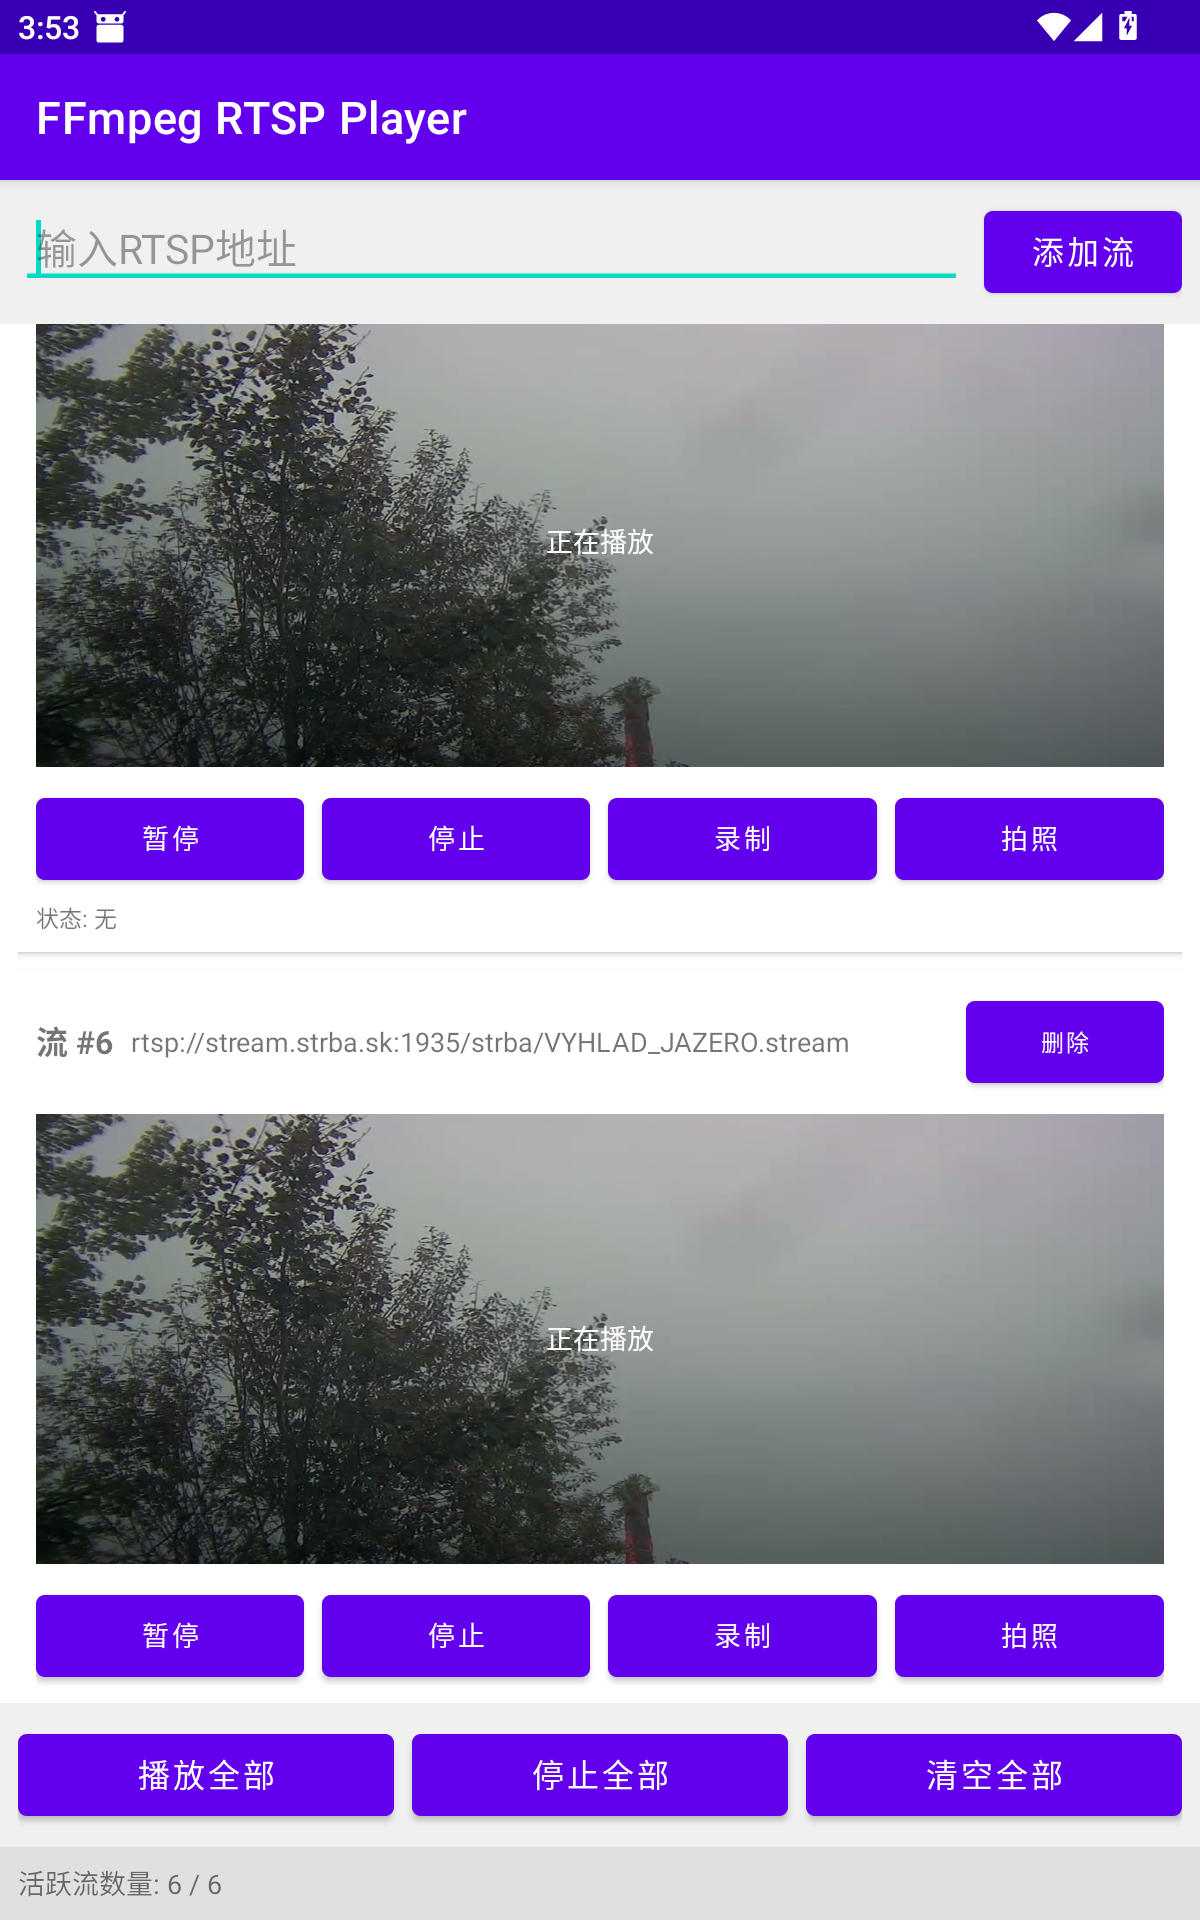 3:53
FFmpeg RTSP Player
输入RTSP地址
添加流
正在播放
暂停
停止
录制
拍照
状态: 无
流 #6
rtsp://stream.strba.sk:1935/strba/VYHLAD_JAZERO.stream
删除
正在播放
暂停
停止
录制
拍照
播放全部
停止全部
清空全部
活跃流数量: 6 / 6